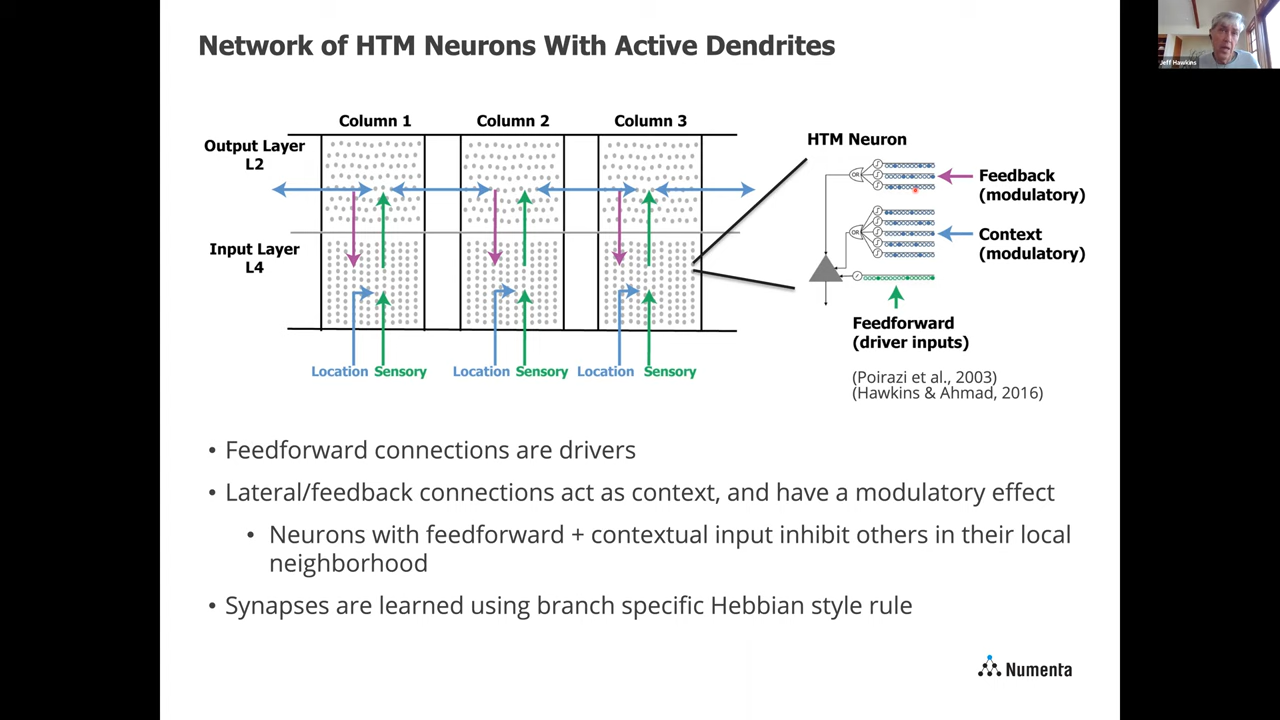 Network of HTM Neurons With Active Dendrites
Jeff Hawkins
Column 1
Column 2
Column 3
Output Layer
L2
Input Layer
L4
Location
Sensory
Location
Sensory
Location
Sensory
HTM Neuron
OR
OR
Feedback
(modulatory)
Context
(modulatory)
Feedforward
(driver inputs)
(Poirazi et al., 2003)
(Hawkins & Ahmad, 2016)
• Feedforward connections are drivers
• Lateral/feedback connections act as context, and have a modulatory effect
• Neurons with feedforward + contextual input inhibit others in their local
neighborhood
• Synapses are learned using branch specific Hebbian style rule
Numenta